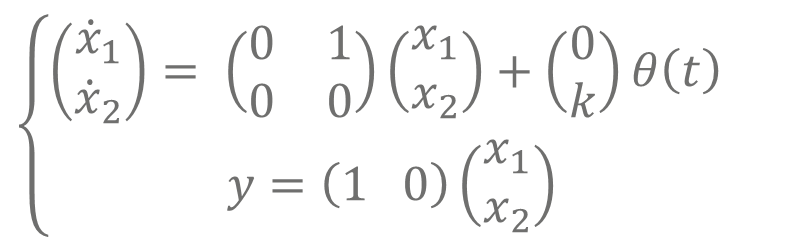 { (ẋ₁ ẋ₂) = (0 1 0 0) (x₁ x₂) + (0 k) θ(t)
y = (1 0) (x₁ x₂)